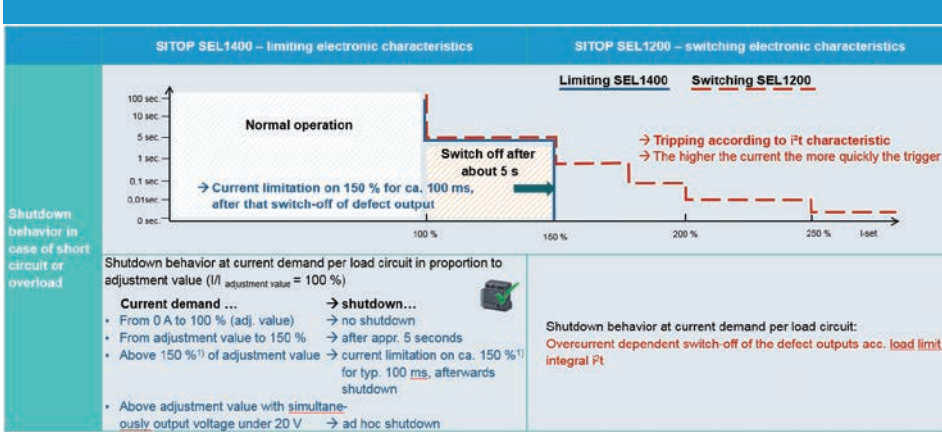 SITOP SEL1400 – limiting electronic characteristics
SITOP SEL1200 – switching electronic characteristics
Shutdown
behavior in
case of short
circuit or
overload
Limiting SEL1400
Switching SEL1200
100 sec.
10 sec.
5 sec.
1 sec
0.1 sec.
0.01sec.
0 sec.
Normal operation
Switch off after
about 5 s
→ Current limitation on 150 % for ca. 100 ms,
after that switch-off of defect output
→ Tripping according to i²t characteristic
→ The higher the current the more quickly the trigger
100 %
150 %
200 %
250 %
I-set
Shutdown behavior at current demand per load circuit in proportion to
adjustment value (I/I adjustment value = 100 %)
Current demand … → shutdown…
• From 0 A to 100 % (adj. value) → no shutdown
• From adjustment value to 150 % → after appr. 5 seconds
• Above 150 %¹⁾ of adjustment value → current limitation on ca. 150 %¹⁾
for typ. 100 ms, afterwards
shutdown
• Above adjustment value with simultane-
ously output voltage under 20 V → ad hoc shutdown
Shutdown behavior at current demand per load circuit:
Overcurrent dependent switch-off of the defect outputs acc. load limit
integral I²t